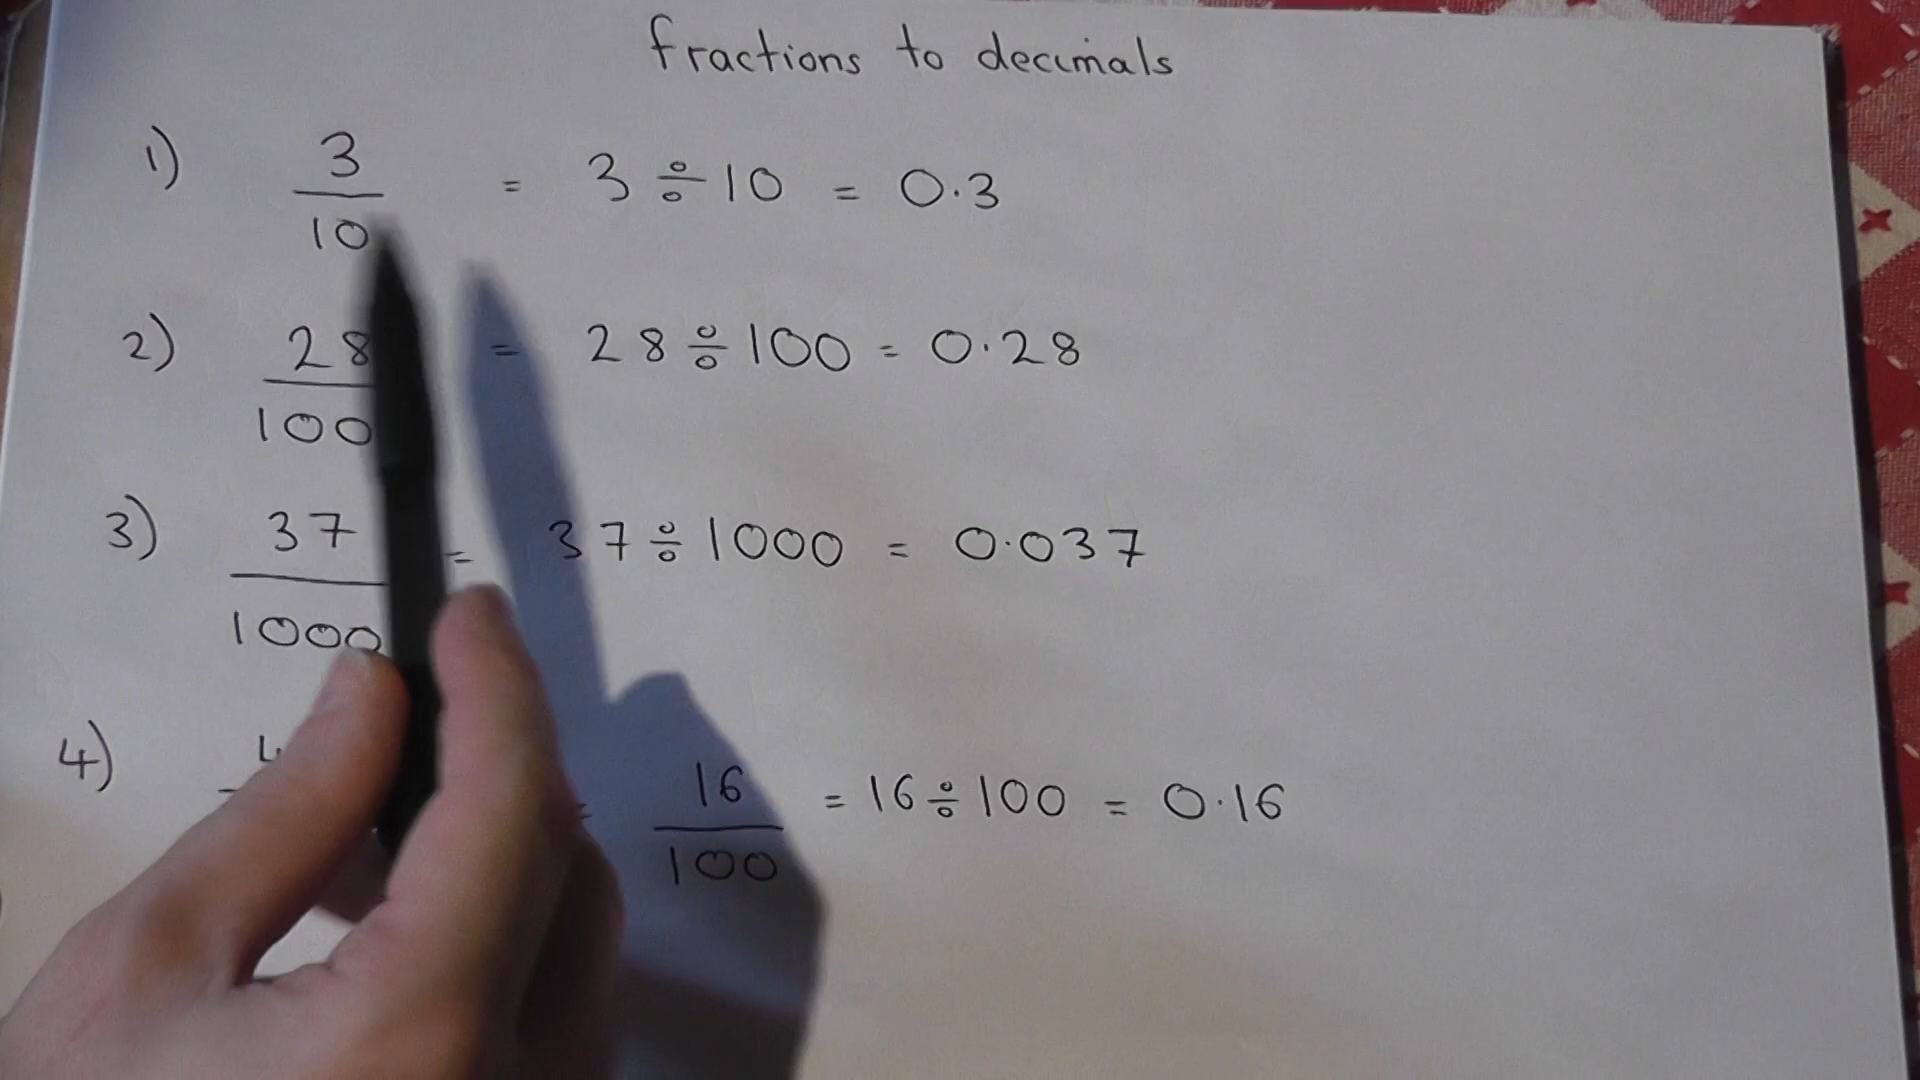 fractions to decimals
1) 3/10 = 3 ÷ 10 = 0.3
2) 28/100 = 28 ÷ 100 = 0.28
3) 37/1000 = 37 ÷ 1000 = 0.037
4) 4 = 16/100 = 16 ÷ 100 = 0.16